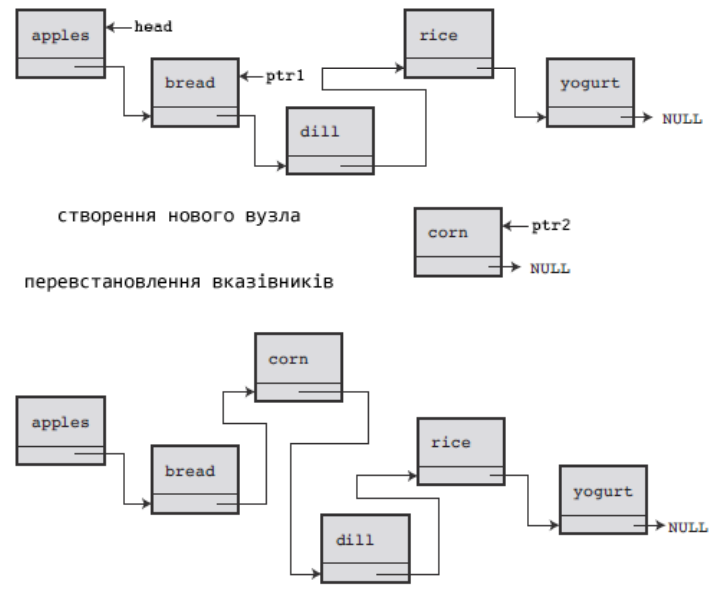 apples
head
bread
ptr1
dill
rice
yogurt
NULL
створення нового вузла
corn
ptr2
NULL
перевстановлення вказівників
corn
apples
bread
rice
yogurt
NULL
dill